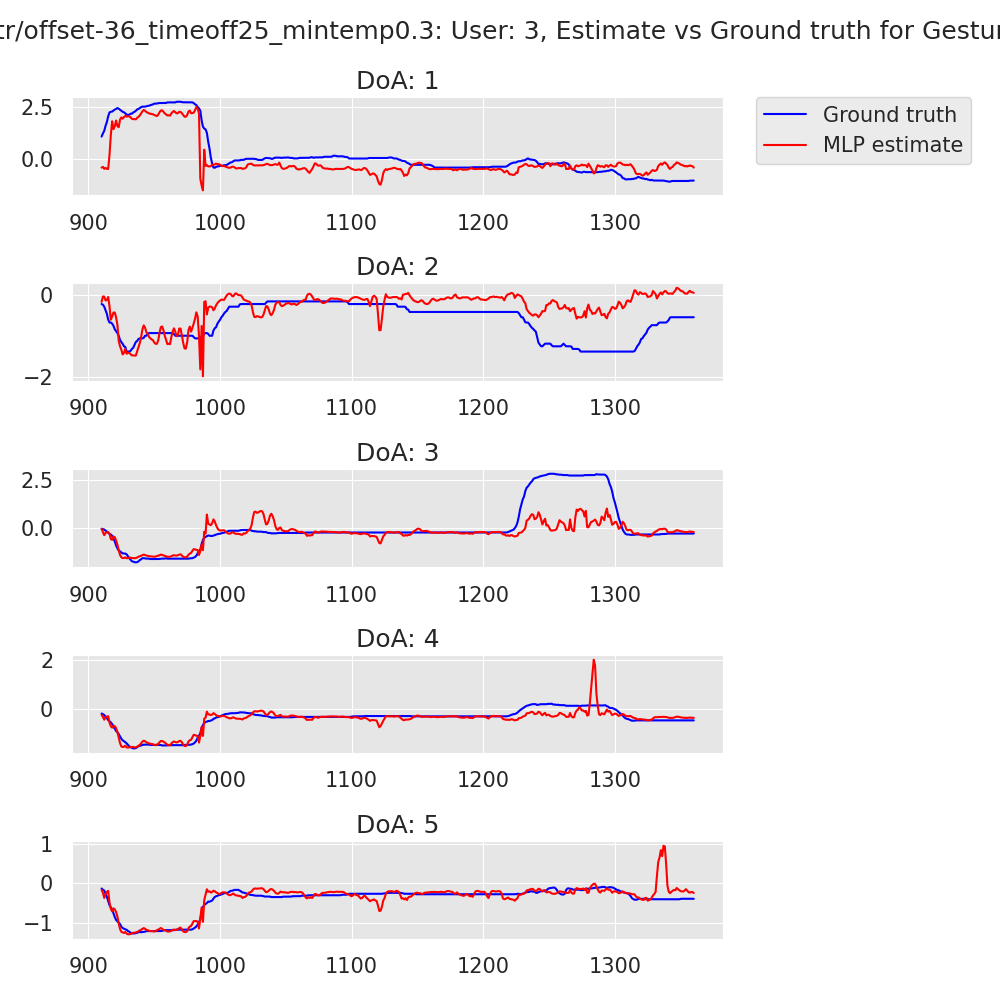 tr/offset-36_timeoff25_mintemp0.3: User: 3, Estimate vs Ground truth for Gestur
DoA: 1
Ground truth
MLP estimate
2.5
0.0
900 1000 1100 1200 1300
DoA: 2
0
−2
900 1000 1100 1200 1300
DoA: 3
2.5
0.0
900 1000 1100 1200 1300
DoA: 4
2
0
900 1000 1100 1200 1300
DoA: 5
1
0
−1
900 1000 1100 1200 1300